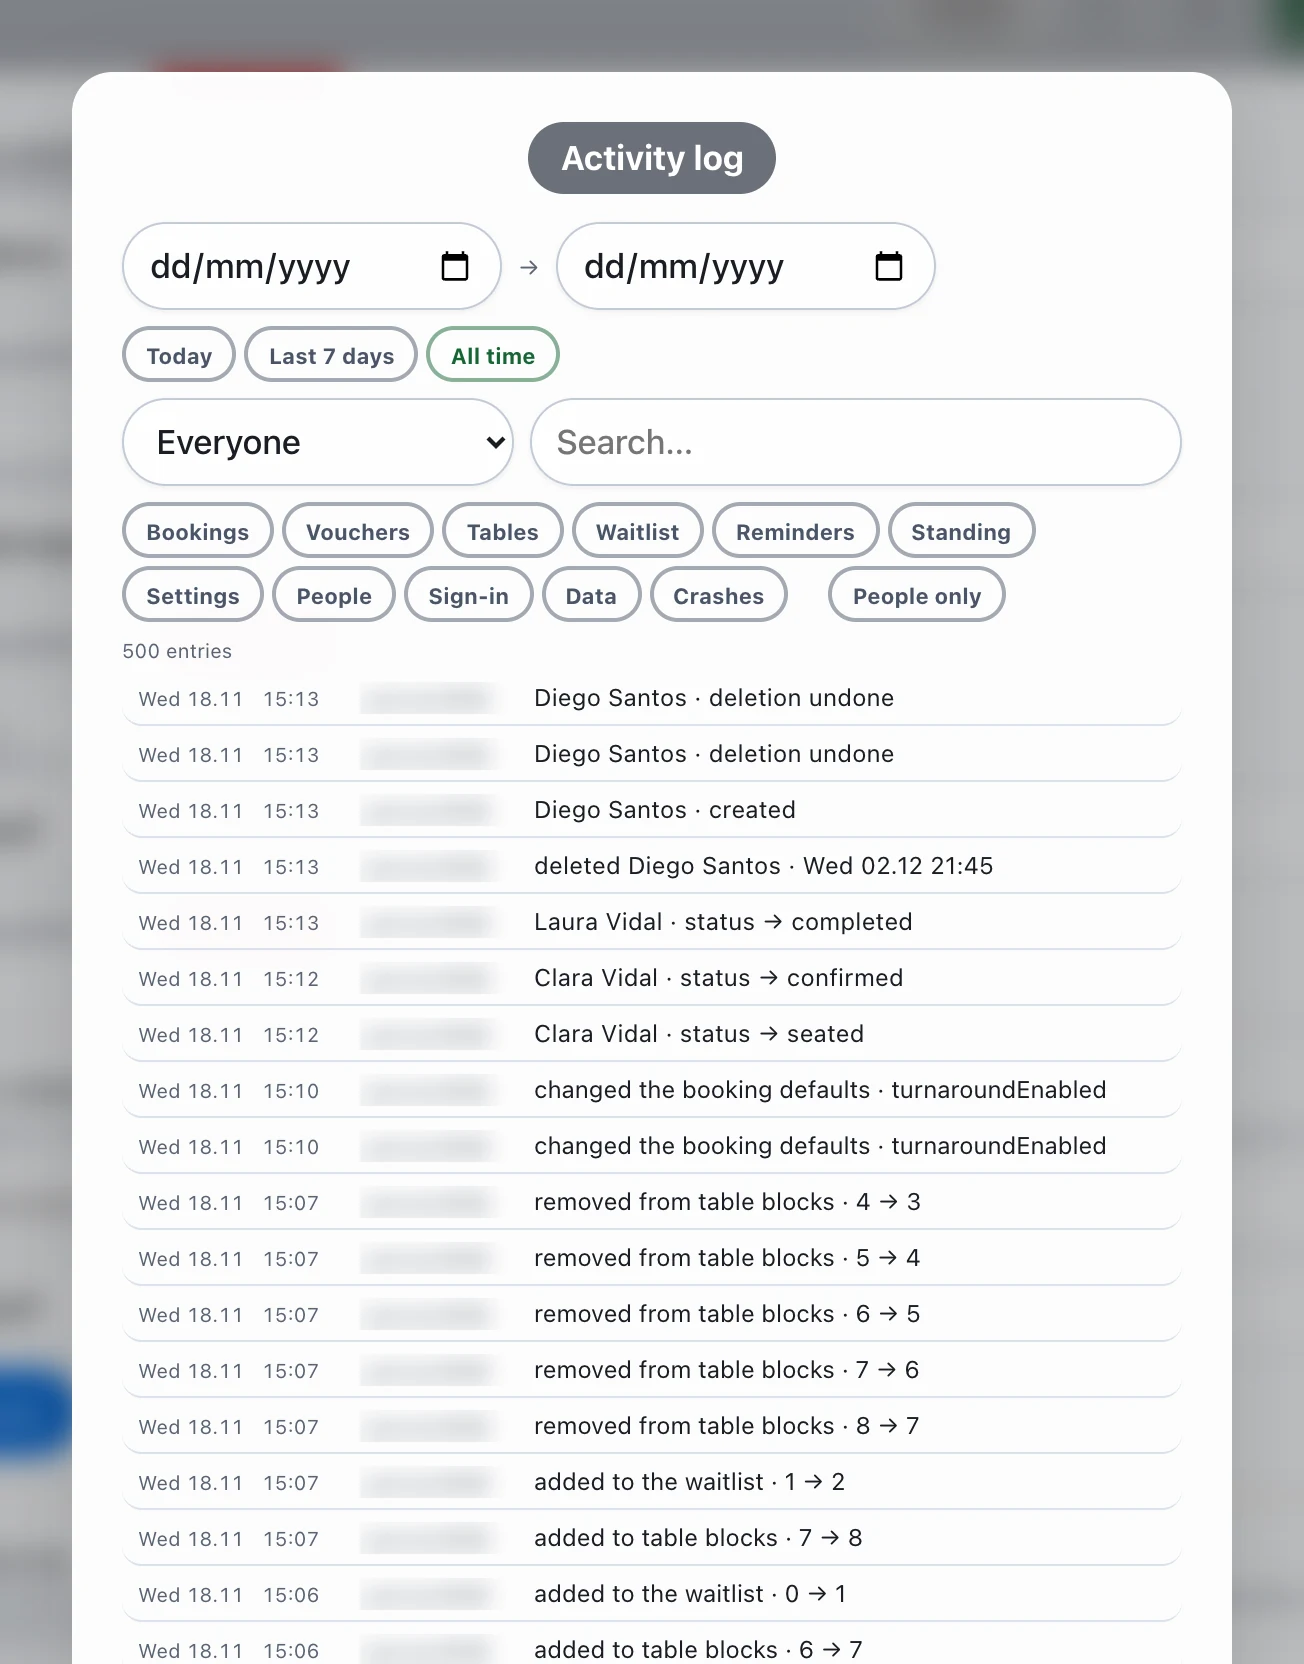 Activity log
dd/mm/yyyy → dd/mm/yyyy
Today Last 7 days All time
Everyone Search...
Bookings Vouchers Tables Waitlist Reminders Standing
Settings People Sign-in Data Crashes People only
500 entries
Wed 18.11 15:13 Diego Santos · deletion undone
Wed 18.11 15:13 Diego Santos · deletion undone
Wed 18.11 15:13 Diego Santos · created
Wed 18.11 15:13 deleted Diego Santos · Wed 02.12 21:45
Wed 18.11 15:13 Laura Vidal · status → completed
Wed 18.11 15:12 Clara Vidal · status → confirmed
Wed 18.11 15:12 Clara Vidal · status → seated
Wed 18.11 15:10 changed the booking defaults · turnaroundEnabled
Wed 18.11 15:10 changed the booking defaults · turnaroundEnabled
Wed 18.11 15:07 removed from table blocks · 4 → 3
Wed 18.11 15:07 removed from table blocks · 5 → 4
Wed 18.11 15:07 removed from table blocks · 6 → 5
Wed 18.11 15:07 removed from table blocks · 7 → 6
Wed 18.11 15:07 removed from table blocks · 8 → 7
Wed 18.11 15:07 added to the waitlist · 1 → 2
Wed 18.11 15:07 added to table blocks · 7 → 8
Wed 18.11 15:06 added to the waitlist · 0 → 1
Wed 18.11 15:06 added to table blocks · 6 → 7